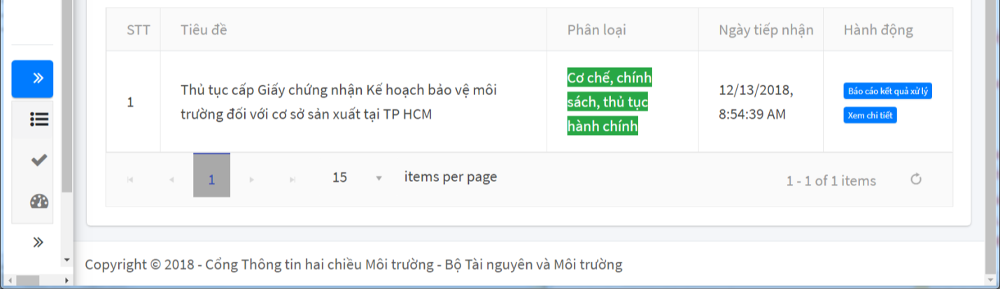 STT Tiêu đề Phân loại Ngày tiếp nhận Hành động
1 Thủ tục cấp Giấy chứng nhận Kế hoạch bảo vệ môi
trường đối với cơ sở sản xuất tại TP HCM
Cơ chế, chính
sách, thủ tục
hành chính
12/13/2018,
8:54:39 AM
Báo cáo kết quả xử lý
Xem chi tiết
1 15 items per page 1 - 1 of 1 items
Copyright © 2018 - Cổng Thông tin hai chiều Môi trường - Bộ Tài nguyên và Môi trường